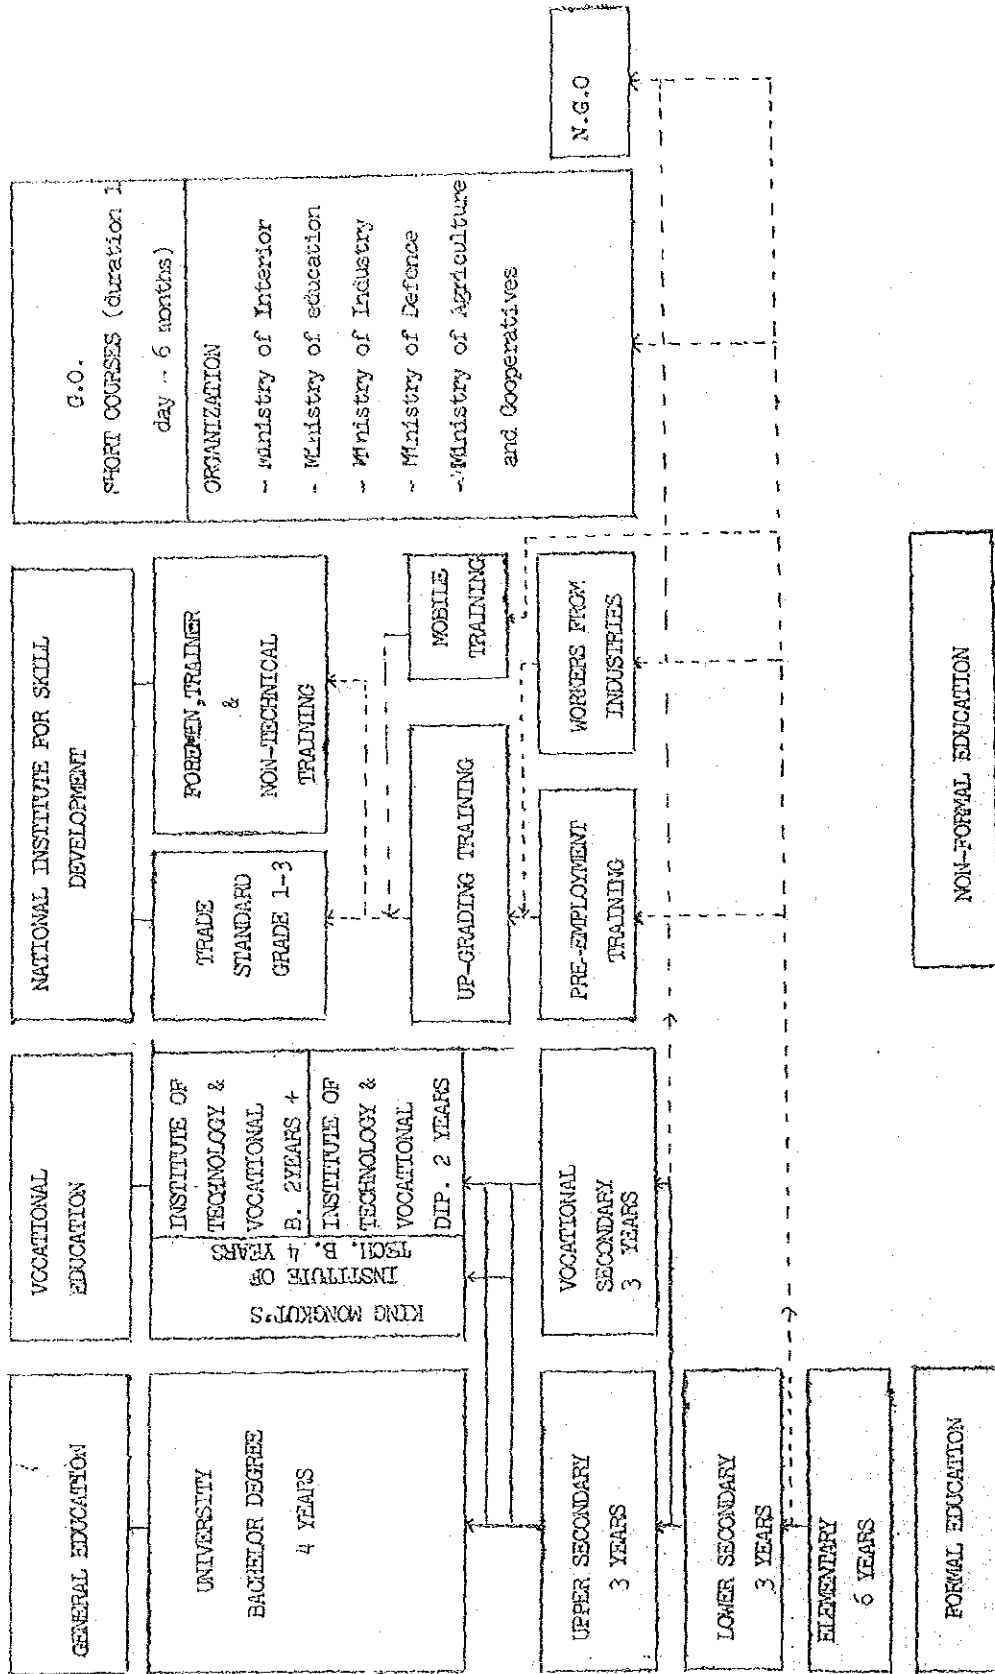 GENERAL EDUCATION
VOCATIONAL
EDUCATION
NATIONAL INSTITUTE FOR SKILL
DEVELOPMENT
G.O.
SHORT COURSES (duration 1
day - 6 months)
UNIVERSITY
BACHELOR DEGREE
4 YEARS
KING MONGKUT'S
INSTITUTE OF
TECH. B. 4 YEARS
INSTITUTE OF
TECHNOLOGY &
VOCATIONAL
B. 2YEARS +
INSTITUTE OF
TECHNOLOGY &
VOCATIONAL
DIP. 2 YEARS
TRADE
STANDARD
GRADE 1-3
FOREMEN,TRAINER
&
NON-TECHNICAL
TRAINING
ORGANIZATION
- Ministry of Interior
- Ministry of education
- Ministry of Industry
- Ministry of Defence
- Ministry of Agriculture
and Cooperatives
UP-GRADING TRAINING
MOBILE
TRAINING
UPPER SECONDARY
3 YEARS
VOCATIONAL
SECONDARY
3 YEARS
PRE-EMPLOYMENT
TRAINING
WORKERS FROM
INDUSTRIES
N.G.O
LOWER SECONDARY
3 YEARS
ELEMENTARY
6 YEARS
FORMAL EDUCATION
NON-FORMAL EDUCATION